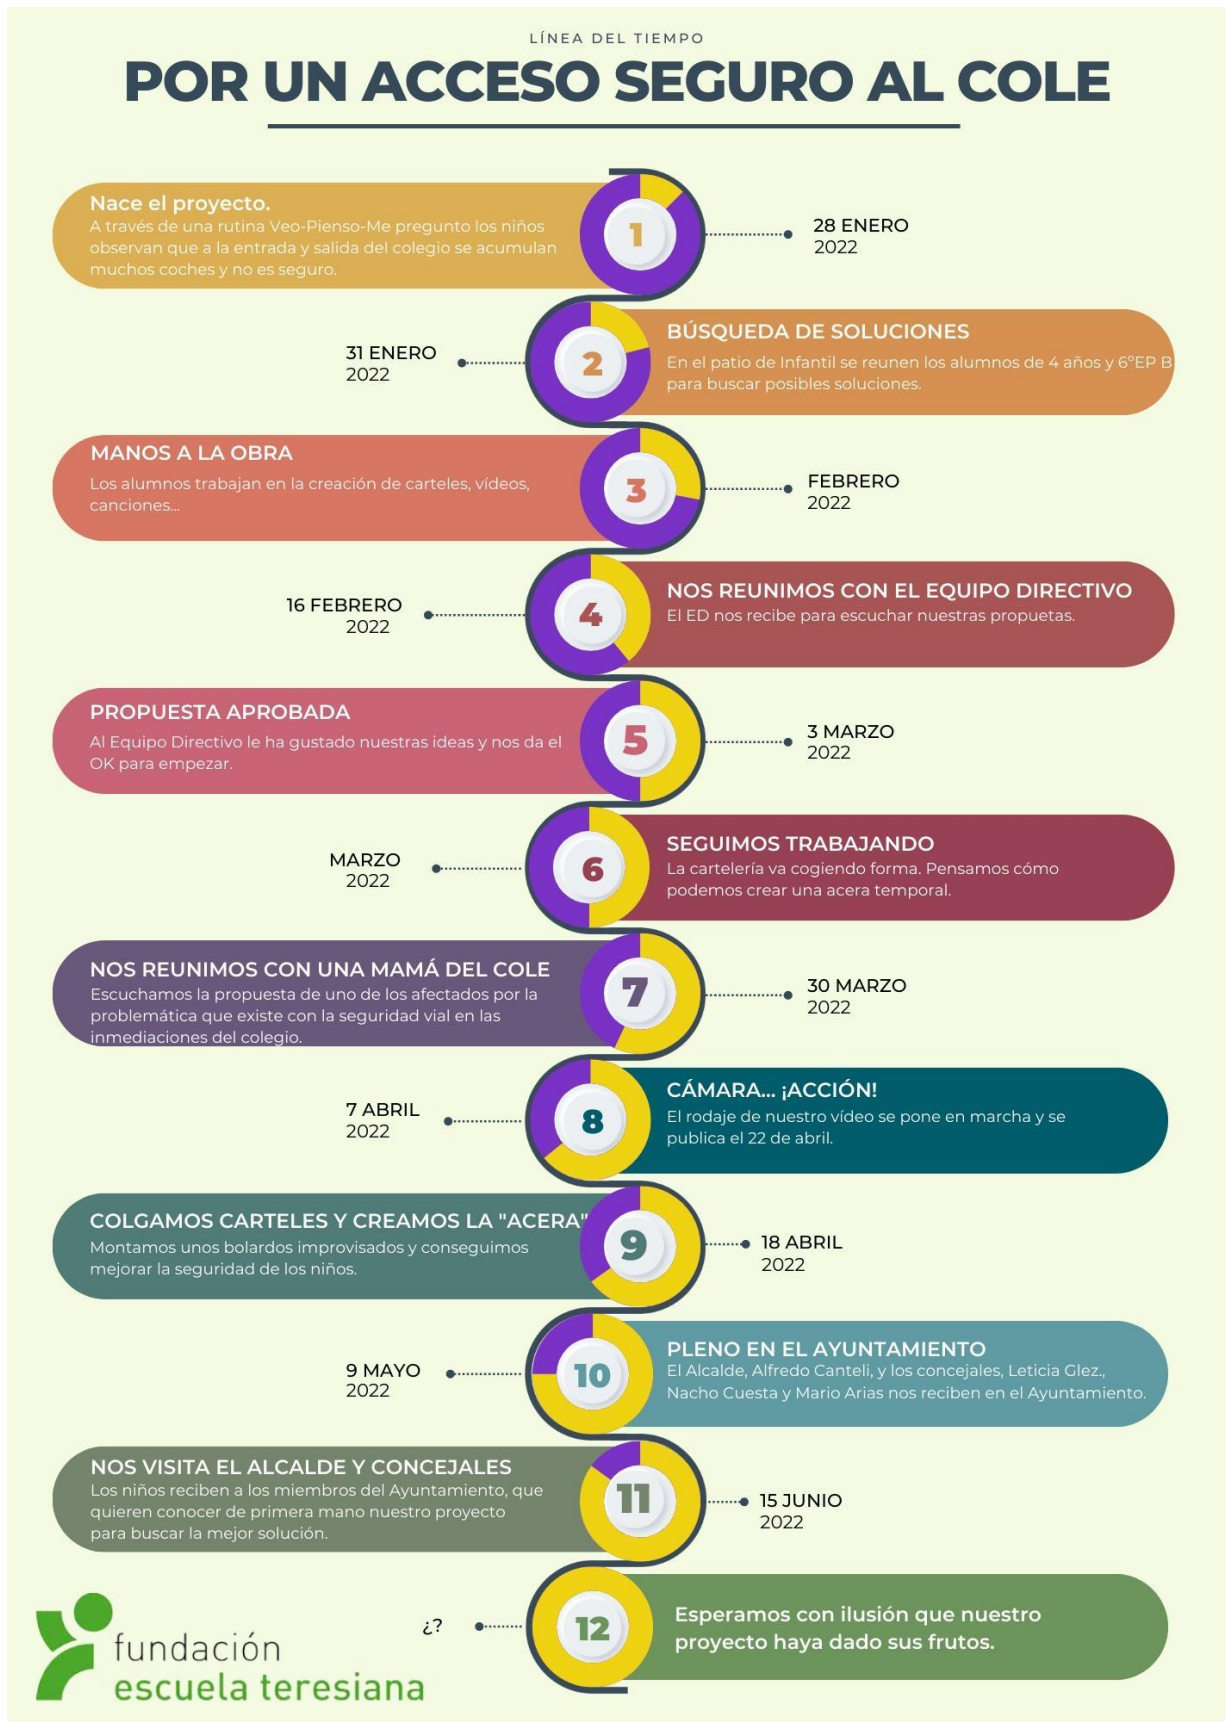 LÍNEA DEL TIEMPO
POR UN ACCESO SEGURO AL COLE
Nace el proyecto.
A través de una rutina Veo-Pienso-Me pregunto los niños
observan que a la entrada y salida del colegio se acumulan
muchos coches y no es seguro.
1
28 ENERO
2022
31 ENERO
2022
2
BÚSQUEDA DE SOLUCIONES
En el patio de Infantil se reunen los alumnos de 4 años y 6ºEP B
para buscar posibles soluciones.
MANOS A LA OBRA
Los alumnos trabajan en la creación de carteles, vídeos,
canciones...
3
FEBRERO
2022
16 FEBRERO
2022
4
NOS REUNIMOS CON EL EQUIPO DIRECTIVO
El ED nos recibe para escuchar nuestras propuetas.
PROPUESTA APROBADA
Al Equipo Directivo le ha gustado nuestras ideas y nos da el
OK para empezar.
5
3 MARZO
2022
MARZO
2022
6
SEGUIMOS TRABAJANDO
La cartelería va cogiendo forma. Pensamos cómo
podemos crear una acera temporal.
NOS REUNIMOS CON UNA MAMÁ DEL COLE
Escuchamos la propuesta de uno de los afectados por la
problemática que existe con la seguridad vial en las
inmediaciones del colegio.
7
30 MARZO
2022
7 ABRIL
2022
8
CÁMARA... ¡ACCIÓN!
El rodaje de nuestro vídeo se pone en marcha y se
publica el 22 de abril.
COLGAMOS CARTELES Y CREAMOS LA "ACERA"
Montamos unos bolardos improvisados y conseguimos
mejorar la seguridad de los niños.
9
18 ABRIL
2022
9 MAYO
2022
10
PLENO EN EL AYUNTAMIENTO
El Alcalde, Alfredo Canteli, y los concejales, Leticia Glez.,
Nacho Cuesta y Mario Arias nos reciben en el Ayuntamiento.
NOS VISITA EL ALCALDE Y CONCEJALES
Los niños reciben a los miembros del Ayuntamiento, que
quieren conocer de primera mano nuestro proyecto
para buscar la mejor solución.
11
15 JUNIO
2022
¿?
12
Esperamos con ilusión que nuestro
proyecto haya dado sus frutos.
fundación
escuela teresiana